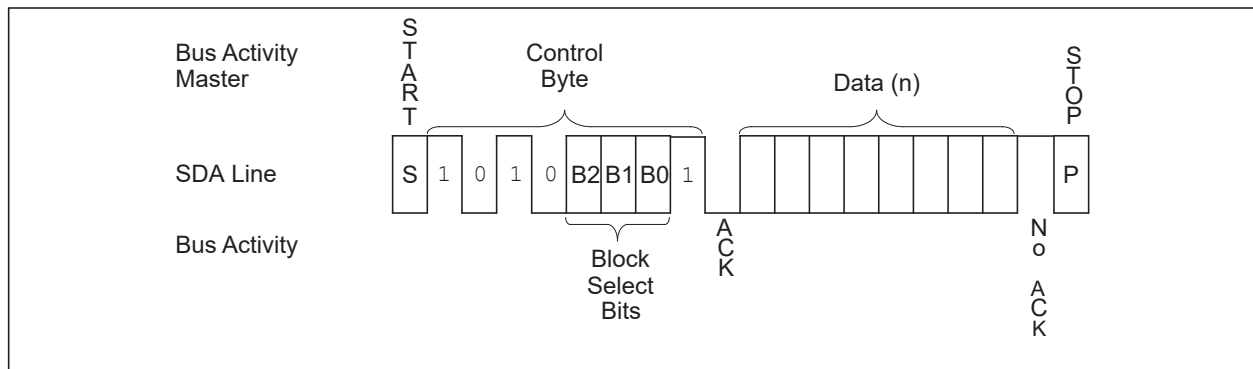 Bus Activity
Master
START
Control
Byte
Data (n)
STOP
SDA Line
S 1 0 1 0 B2 B1 B0 1 P
Bus Activity
ACK
No ACK
Block
Select
Bits